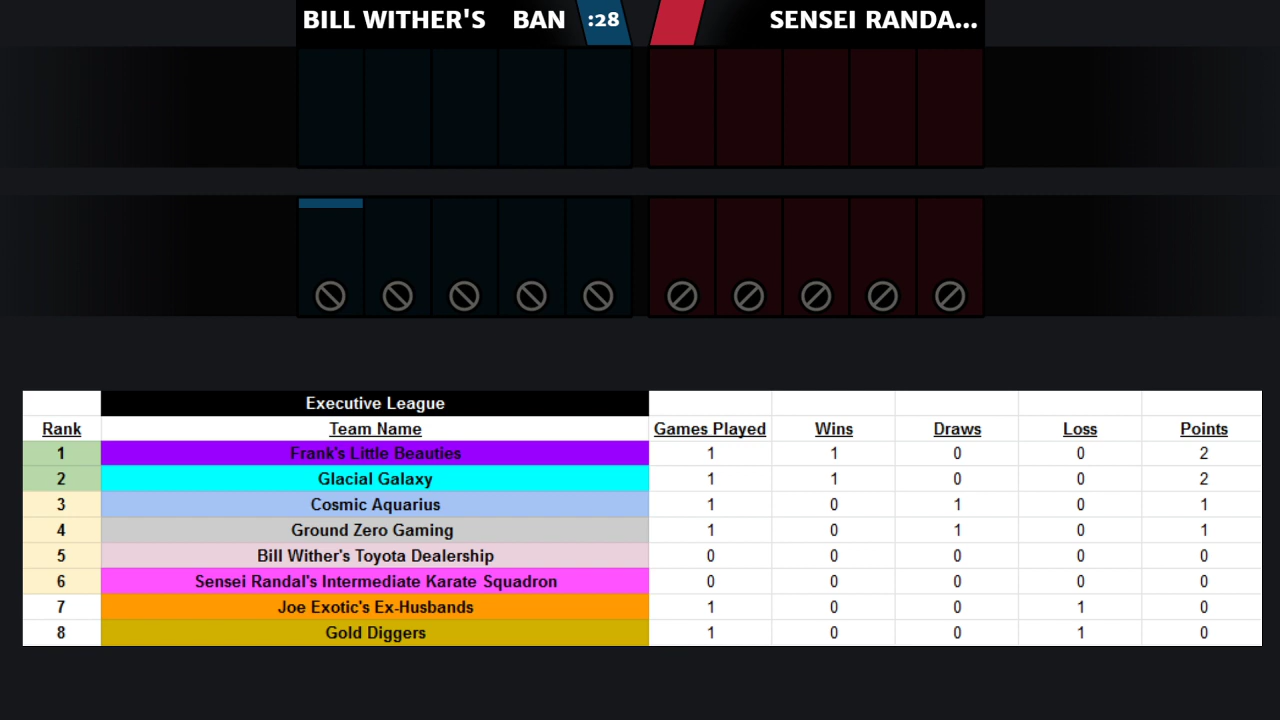 BILL WITHER'S BAN :28 SENSEI RANDA...
Executive League
Rank Team Name Games Played Wins Draws Loss Points
1 Frank's Little Beauties 1 1 0 0 2
2 Glacial Galaxy 1 1 0 0 2
3 Cosmic Aquarius 1 0 1 0 1
4 Ground Zero Gaming 1 0 1 0 1
5 Bill Wither's Toyota Dealership 0 0 0 0 0
6 Sensei Randal's Intermediate Karate Squadron 0 0 0 0 0
7 Joe Exotic's Ex-Husbands 1 0 0 1 0
8 Gold Diggers 1 0 0 1 0